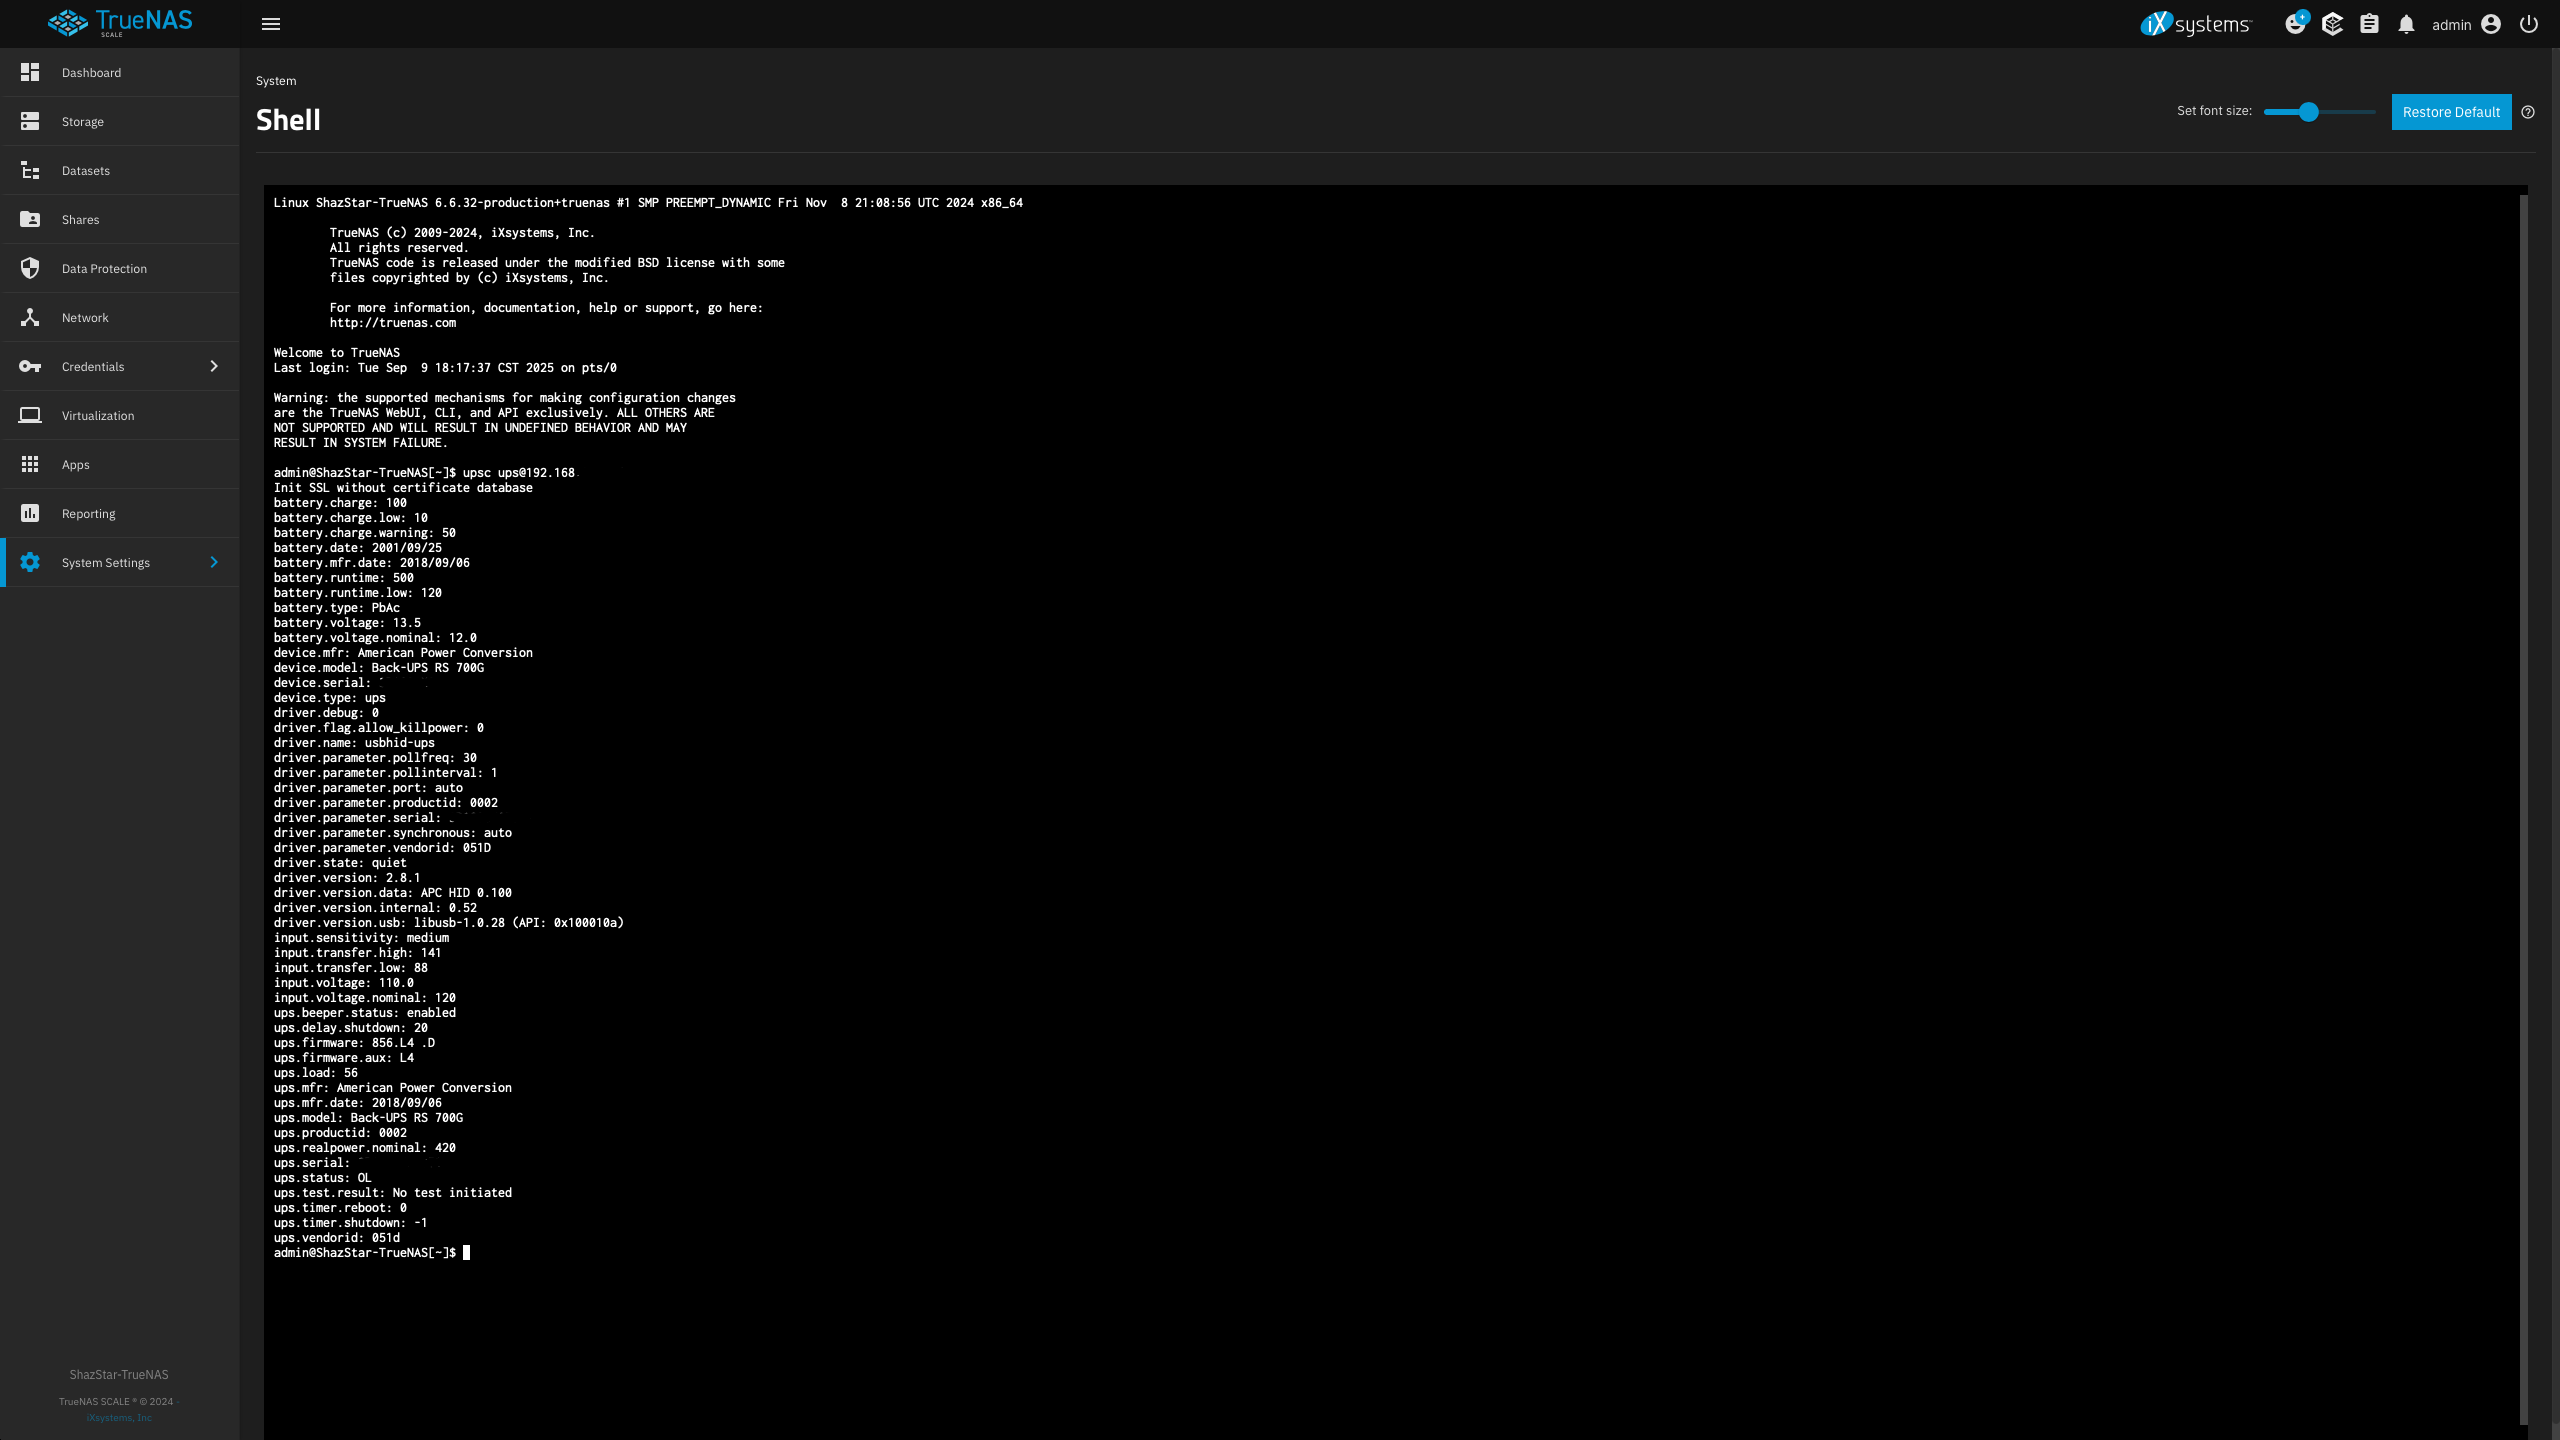 TrueNAS
SCALE
iXsystems
admin
Dashboard
Storage
Datasets
Shares
Data Protection
Network
Credentials
Virtualization
Apps
Reporting
System Settings
ShazStar-TrueNAS
TrueNAS SCALE ® © 2024
iXsystems, Inc
System
Shell
Set font size:
Restore Default
Linux ShazStar-TrueNAS 6.6.32-production+truenas #1 SMP PREEMPT_DYNAMIC Fri Nov  8 21:08:56 UTC 2024 x86_64
TrueNAS (c) 2009-2024, iXsystems, Inc.
All rights reserved.
TrueNAS code is released under the modified BSD license with some
files copyrighted by (c) iXsystems, Inc.
For more information, documentation, help or support, go here:
http://truenas.com
Welcome to TrueNAS
Last login: Tue Sep  9 18:17:37 CST 2025 on pts/0
Warning: the supported mechanisms for making configuration changes
are the TrueNAS WebUI, CLI, and API exclusively. ALL OTHERS ARE
NOT SUPPORTED AND WILL RESULT IN UNDEFINED BEHAVIOR AND MAY
RESULT IN SYSTEM FAILURE.
admin@ShazStar-TrueNAS[~]$ upsc ups@192.168.
Init SSL without certificate database
battery.charge: 100
battery.charge.low: 10
battery.charge.warning: 50
battery.date: 2001/09/25
battery.mfr.date: 2018/09/06
battery.runtime: 500
battery.runtime.low: 120
battery.type: PbAc
battery.voltage: 13.5
battery.voltage.nominal: 12.0
device.mfr: American Power Conversion
device.model: Back-UPS RS 700G
device.serial:
device.type: ups
driver.debug: 0
driver.flag.allow_killpower: 0
driver.name: usbhid-ups
driver.parameter.pollfreq: 30
driver.parameter.pollinterval: 1
driver.parameter.port: auto
driver.parameter.productid: 0002
driver.parameter.serial:
driver.parameter.synchronous: auto
driver.parameter.vendorid: 051D
driver.state: quiet
driver.version: 2.8.1
driver.version.data: APC HID 0.100
driver.version.internal: 0.52
driver.version.usb: libusb-1.0.28 (API: 0x100010a)
input.sensitivity: medium
input.transfer.high: 141
input.transfer.low: 88
input.voltage: 110.0
input.voltage.nominal: 120
ups.beeper.status: enabled
ups.delay.shutdown: 20
ups.firmware: 856.L4 .D
ups.firmware.aux: L4
ups.load: 56
ups.mfr: American Power Conversion
ups.mfr.date: 2018/09/06
ups.model: Back-UPS RS 700G
ups.productid: 0002
ups.realpower.nominal: 420
ups.serial:
ups.status: OL
ups.test.result: No test initiated
ups.timer.reboot: 0
ups.timer.shutdown: -1
ups.vendorid: 051d
admin@ShazStar-TrueNAS[~]$